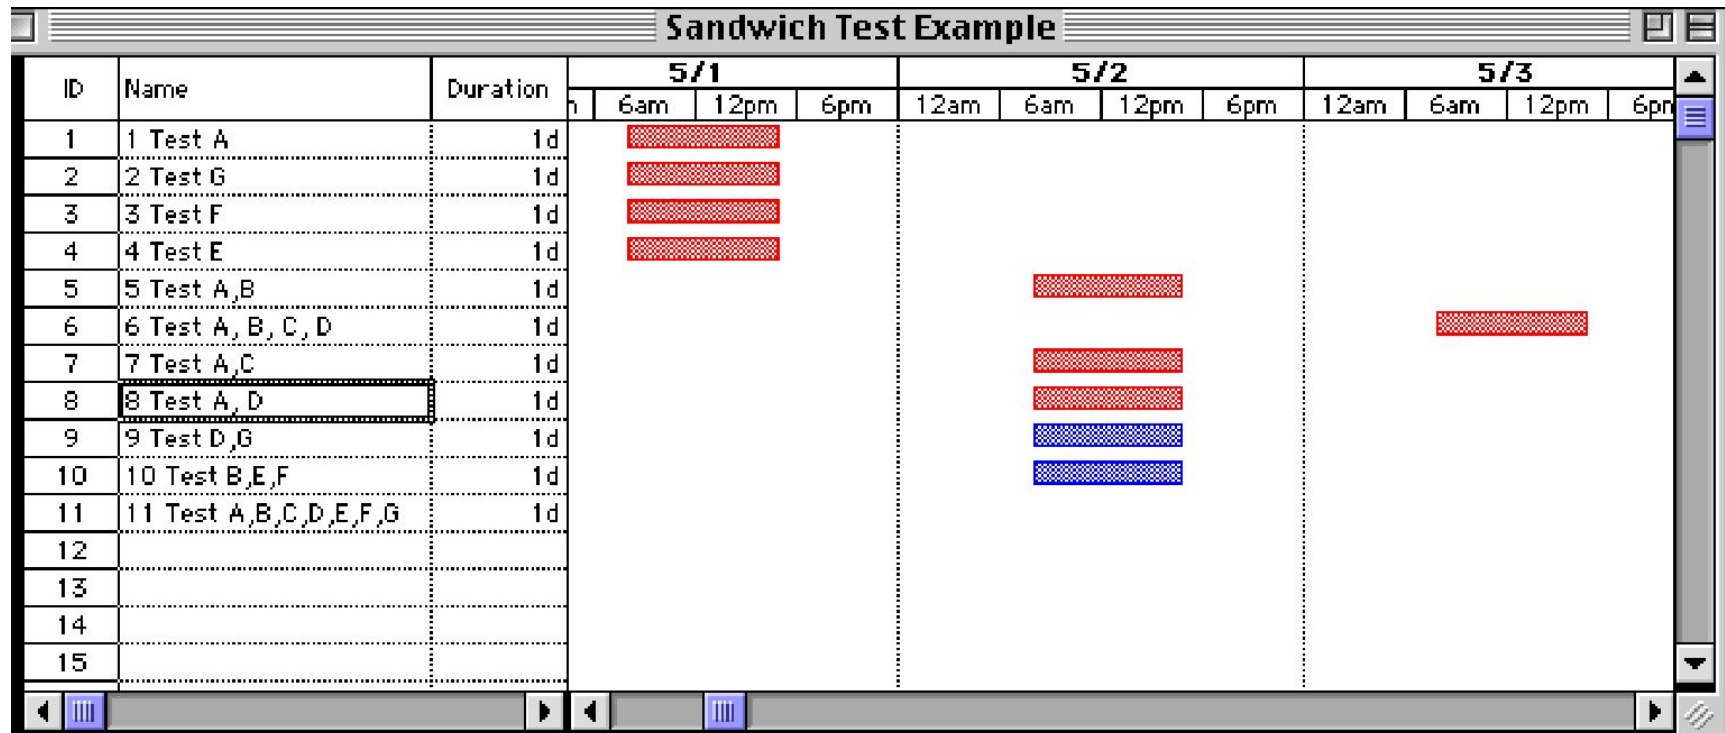 Sandwich Test Example
ID Name Duration 5/1 5/2 5/3
6am 12pm 6pm 12am 6am 12pm 6pm 12am 6am 12pm
1 1 Test A 1d
2 2 Test G 1d
3 3 Test F 1d
4 4 Test E 1d
5 5 Test A,B 1d
6 6 Test A, B, C, D 1d
7 7 Test A,C 1d
8 8 Test A, D 1d
9 9 Test D,G 1d
10 10 Test B,E,F 1d
11 11 Test A,B,C,D,E,F,G 1d
12
13
14
15